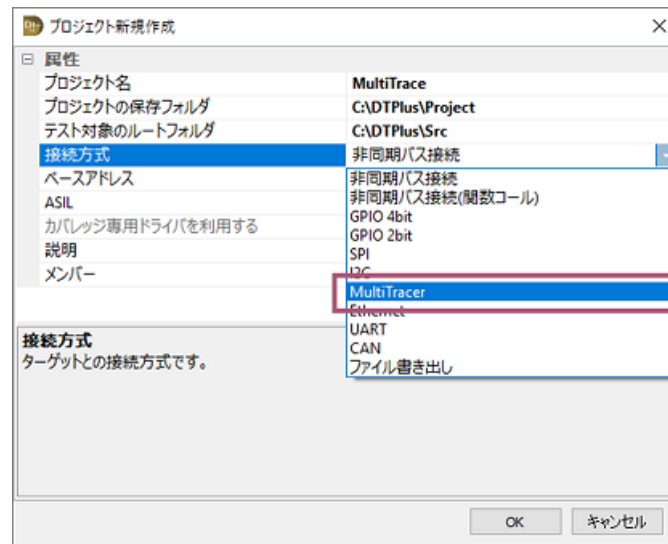 プロジェクト新規作成
属性
プロジェクト名 MultiTrace
プロジェクトの保存フォルダ C:\DTPlus\Project
テスト対象のルートフォルダ C:\DTPlus\Src
接続方式 非同期バス接続
ベースアドレス
ASIL
カバレッジ専用ドライバを利用する
説明
メンバー
非同期バス接続
非同期バス接続(関数コール)
GPIO 4bit
GPIO 2bit
SPI
I2C
MultiTracer
Ethernet
UART
CAN
ファイル書き出し
接続方式
ターゲットとの接続方式です。
OK キャンセル